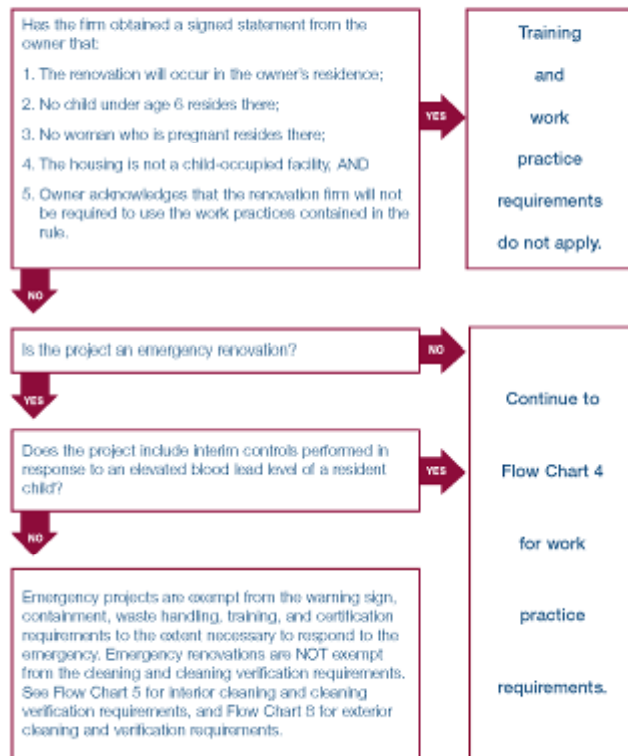 Has the firm obtained a signed statement from the
owner that:
1. The renovation will occur in the owner's residence;
2. No child under age 6 resides there;
3. No woman who is pregnant resides there;
4. The housing is not a child-occupied facility, AND
5. Owner acknowledges that the renovation firm will not
be required to use the work practices contained in the
rule.
YES
Training
and
work
practice
requirements
do not apply.
NO
Is the project an emergency renovation?
NO
YES
Does the project include interim controls performed in
response to an elevated blood lead level of a resident
child?
YES
NO
Emergency projects are exempt from the warning sign,
containment, waste handling, training, and certification
requirements to the extent necessary to respond to the
emergency. Emergency renovations are NOT exempt
from the cleaning and cleaning verification requirements.
See Flow Chart 5 for interior cleaning and cleaning
verification requirements, and Flow Chart 8 for exterior
cleaning and verification requirements.
Continue to
Flow Chart 4
for work
practice
requirements.